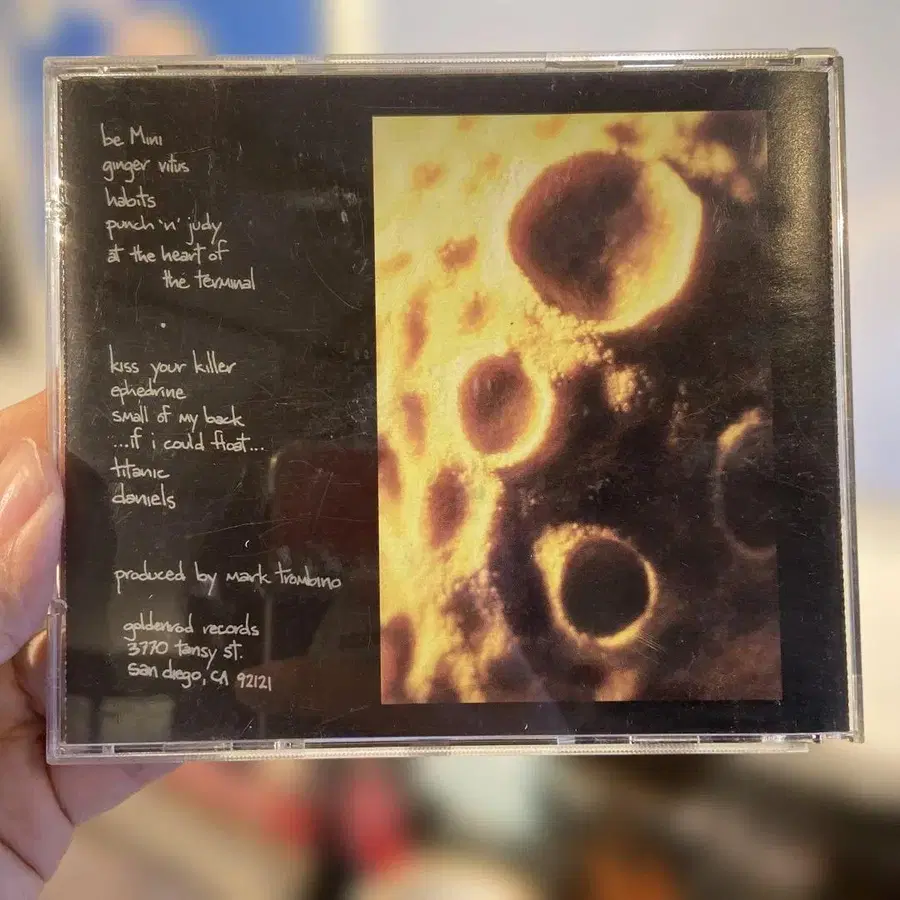 be Mini
ginger vitus
habits
punch 'n' judy
at the heart of
the terminal
kiss your killer
ephedrine
small of my back
...if i could float...
titanic
daniels
produced by mark trombino
goldenrod records
3770 tansy st.
san diego, CA 92121